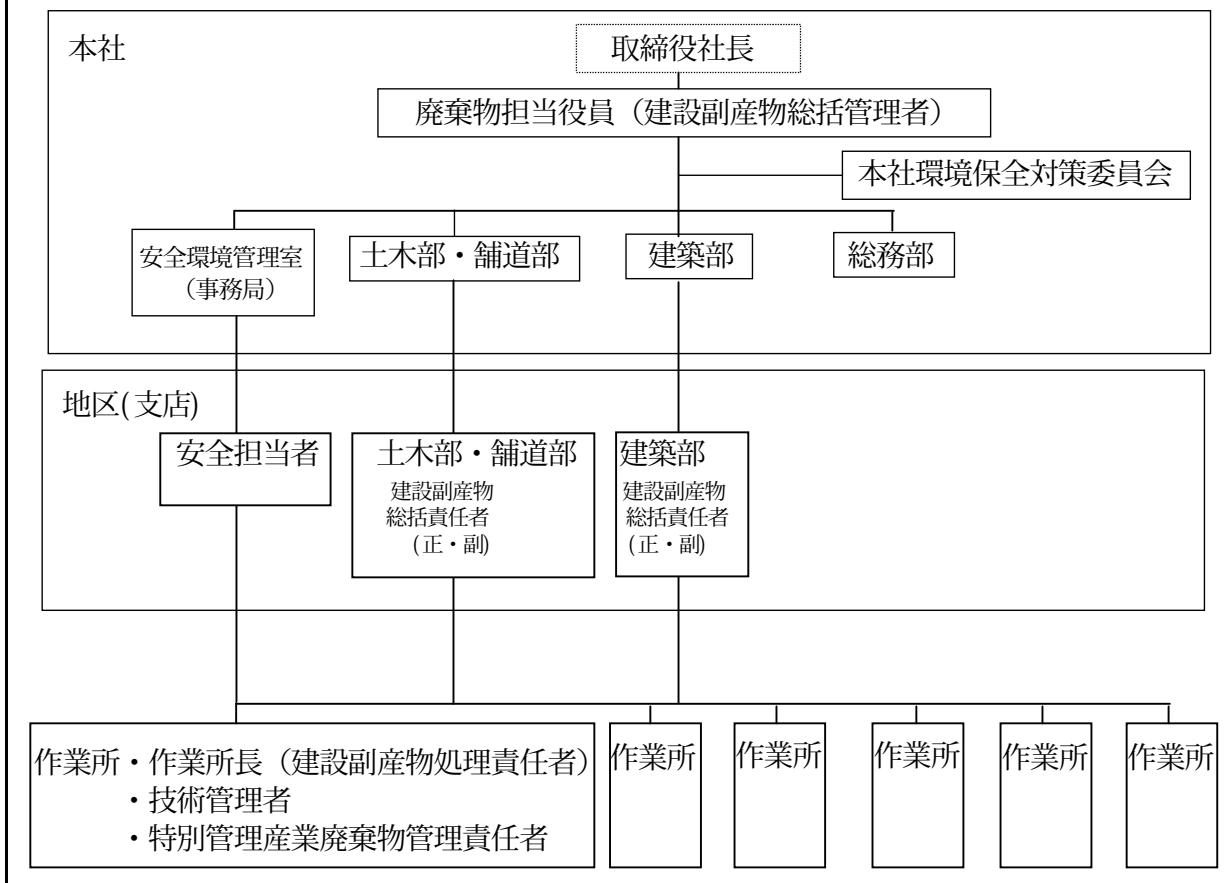 本社
取締役社長
廃棄物担当役員（建設副産物総括管理者）
本社環境保全対策委員会
安全環境管理室
（事務局）
土木部・舗道部
建築部
総務部
地区(支店)
安全担当者
土木部・舗道部
建設副産物
総括責任者
(正・副)
建築部
建設副産物
総括責任者
(正・副)
作業所・作業所長（建設副産物処理責任者）
・技術管理者
・特別管理産業廃棄物管理責任者
作業所
作業所
作業所
作業所
作業所